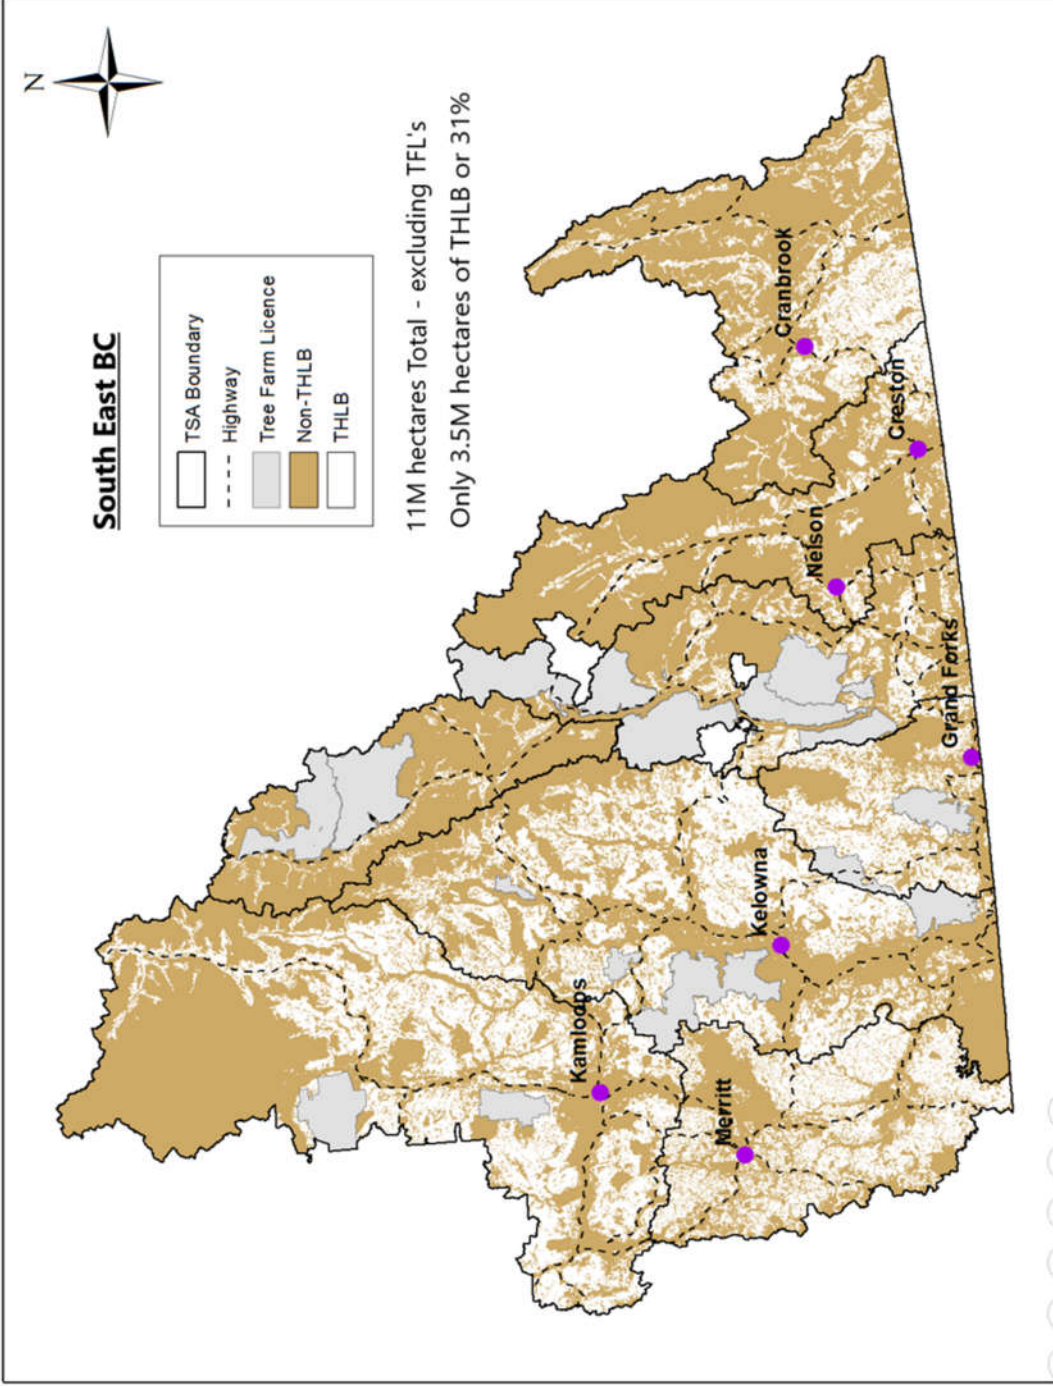 N
South East BC
TSA Boundary
Highway
Tree Farm Licence
Non-THLB
THLB
11M hectares Total - excluding TFL's
Only 3.5M hectares of THLB or 31%
Kamloops
Merritt
Kelowna
Grand Forks
Nelson
Creston
Cranbrook